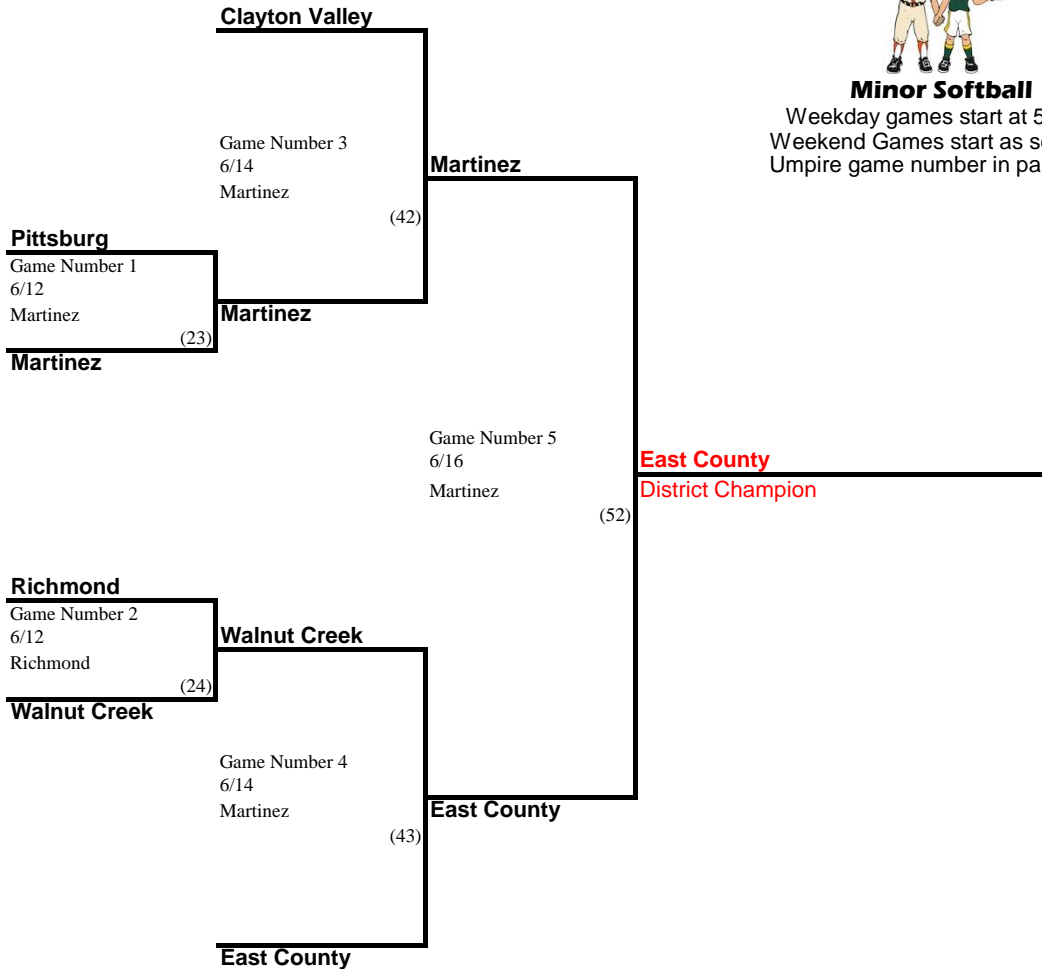 Clayton Valley
Minor Softball
Weekday games start at 5
Weekend Games start as
Umpire game number in
Game Number 3
6/14
Martinez
(42)
Martinez
Pittsburg
Game Number 1
6/12
Martinez
(23)
Martinez
Martinez
Game Number 5
6/16
Martinez
(52)
East County
District Champion
Richmond
Game Number 2
6/12
Richmond
(24)
Walnut Creek
Walnut Creek
Game Number 4
6/14
Martinez
(43)
East County
East County